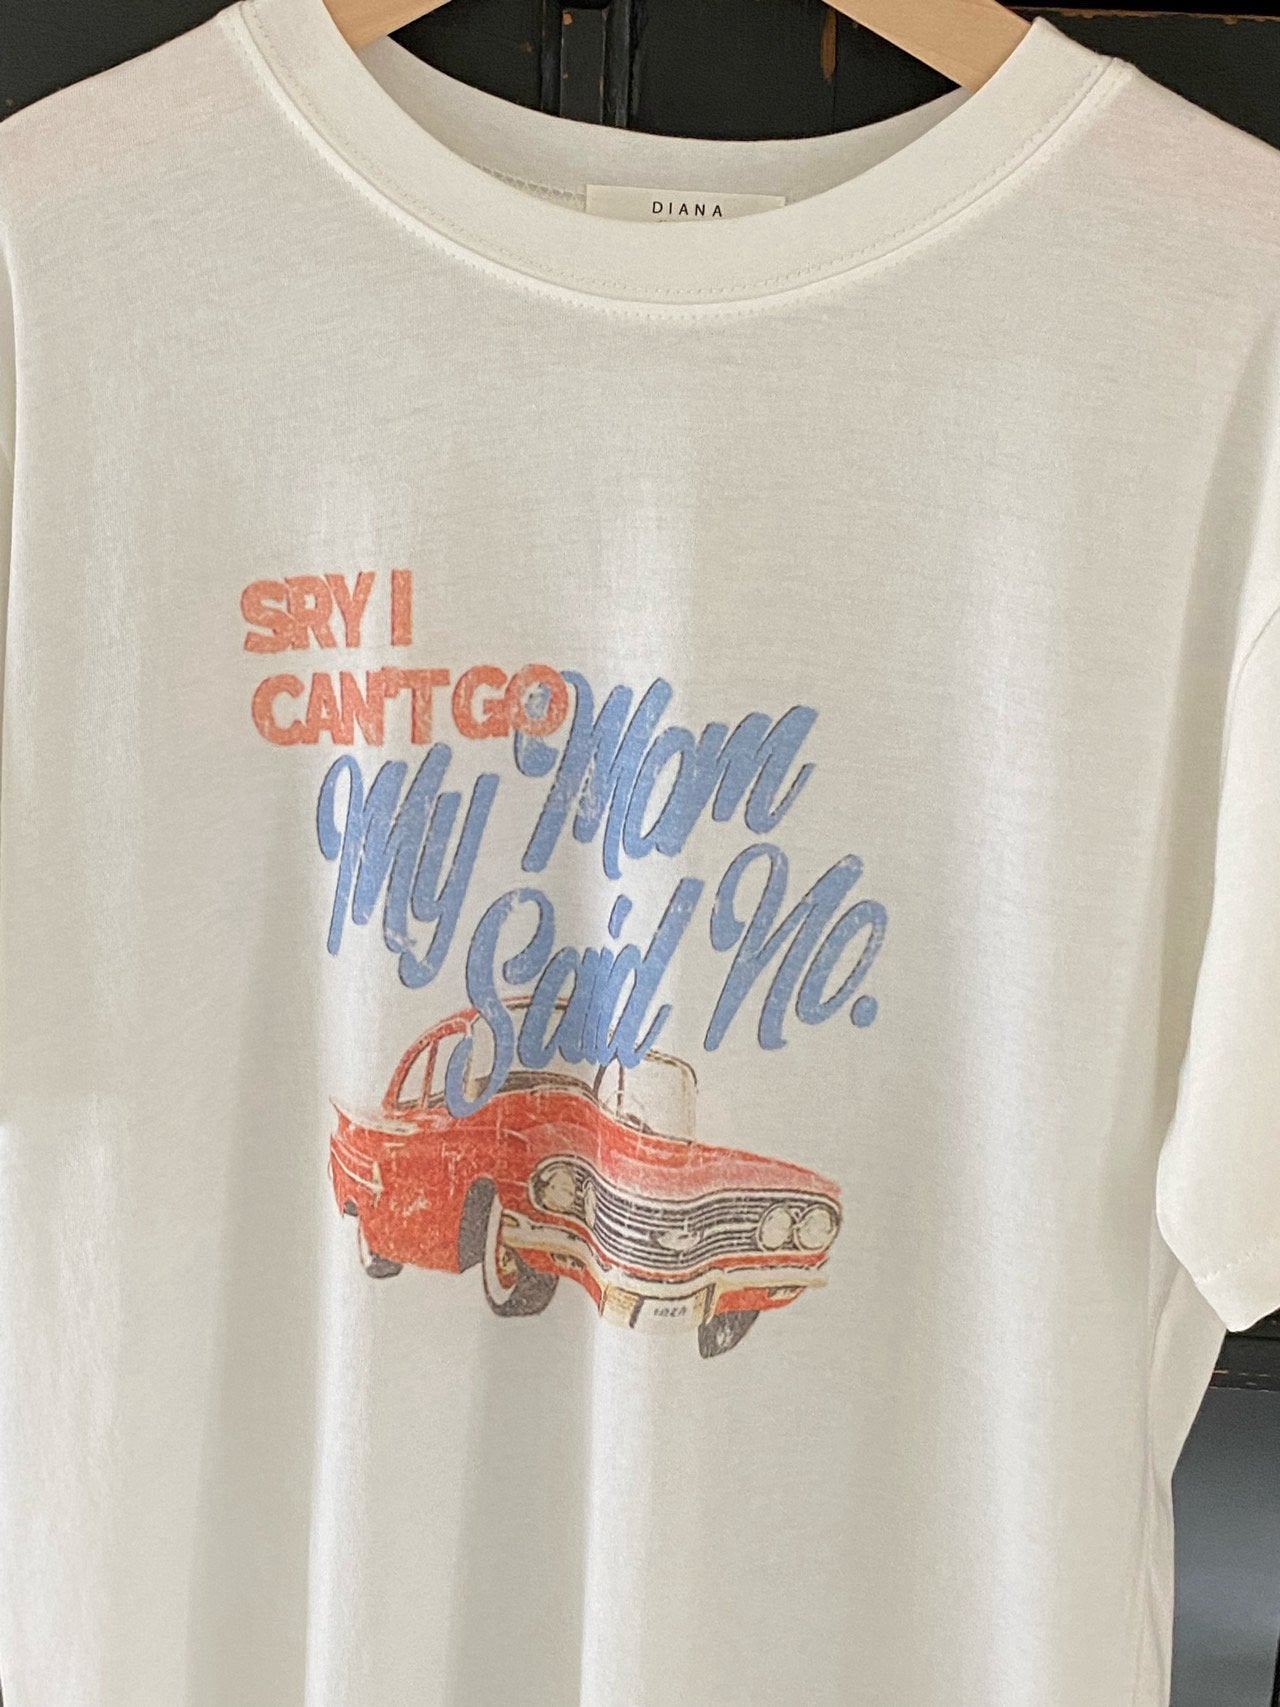 DIANA
SRY I
CAN'T GO
My Mom
Said No.